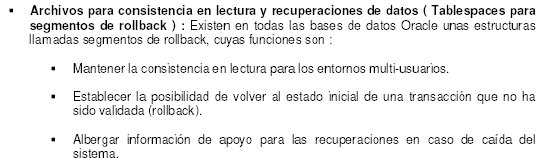 ▪ Archivos para consistencia en lectura y recuperaciones de datos ( Tablespaces para
segmentos de rollback ) : Existen en todas las bases de datos Oracle unas estructuras
llamadas segmentos de rollback, cuyas funciones son :
▪ Mantener la consistencia en lectura para los entornos multi-usuarios.
▪ Establecer la posibilidad de volver al estado inicial de una transacción que no ha
sido validada (rollback).
▪ Albergar información de apoyo para las recuperaciones en caso de caída del
sistema.